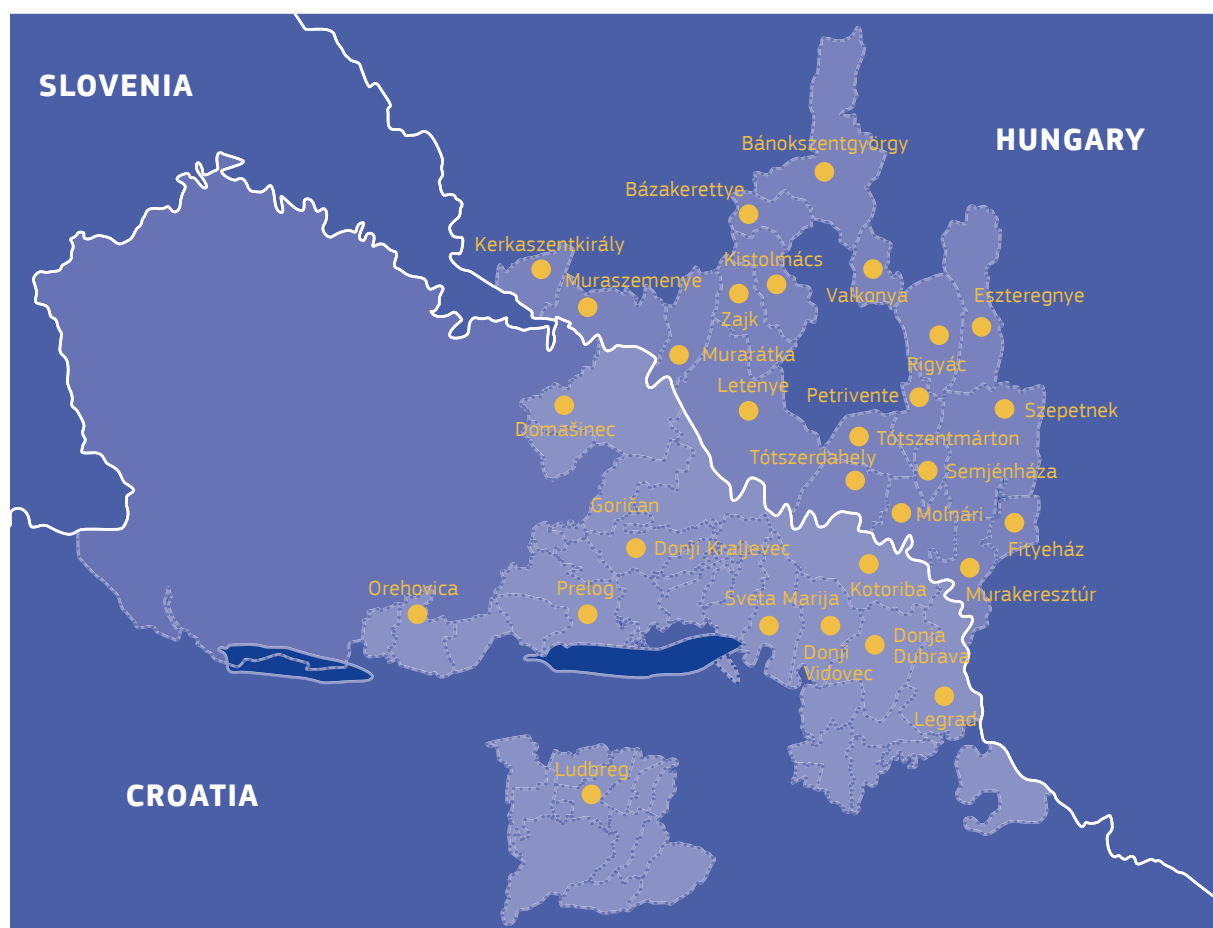 SLOVENIA
HUNGARY
Bánokszentgyörgy
Bázakerettye
Kerkaszentkirály
Kistolmács
Muraszemenye
Valkonya
Eszteregnye
Zajk
Murarátka
Rigyác
Letenye
Petrivente
Szepetnek
Domašinec
Tótszentmárton
Tótszerdahely
Semjénháza
Goričan
Molnári
Donji Kraljevec
Fityeház
Orehovica
Prelog
Kotoriba
Murakeresztúr
Sveta Marija
Donji
Vidovec
Donja
Dubrava
Legrad
Ludbreg
CROATIA